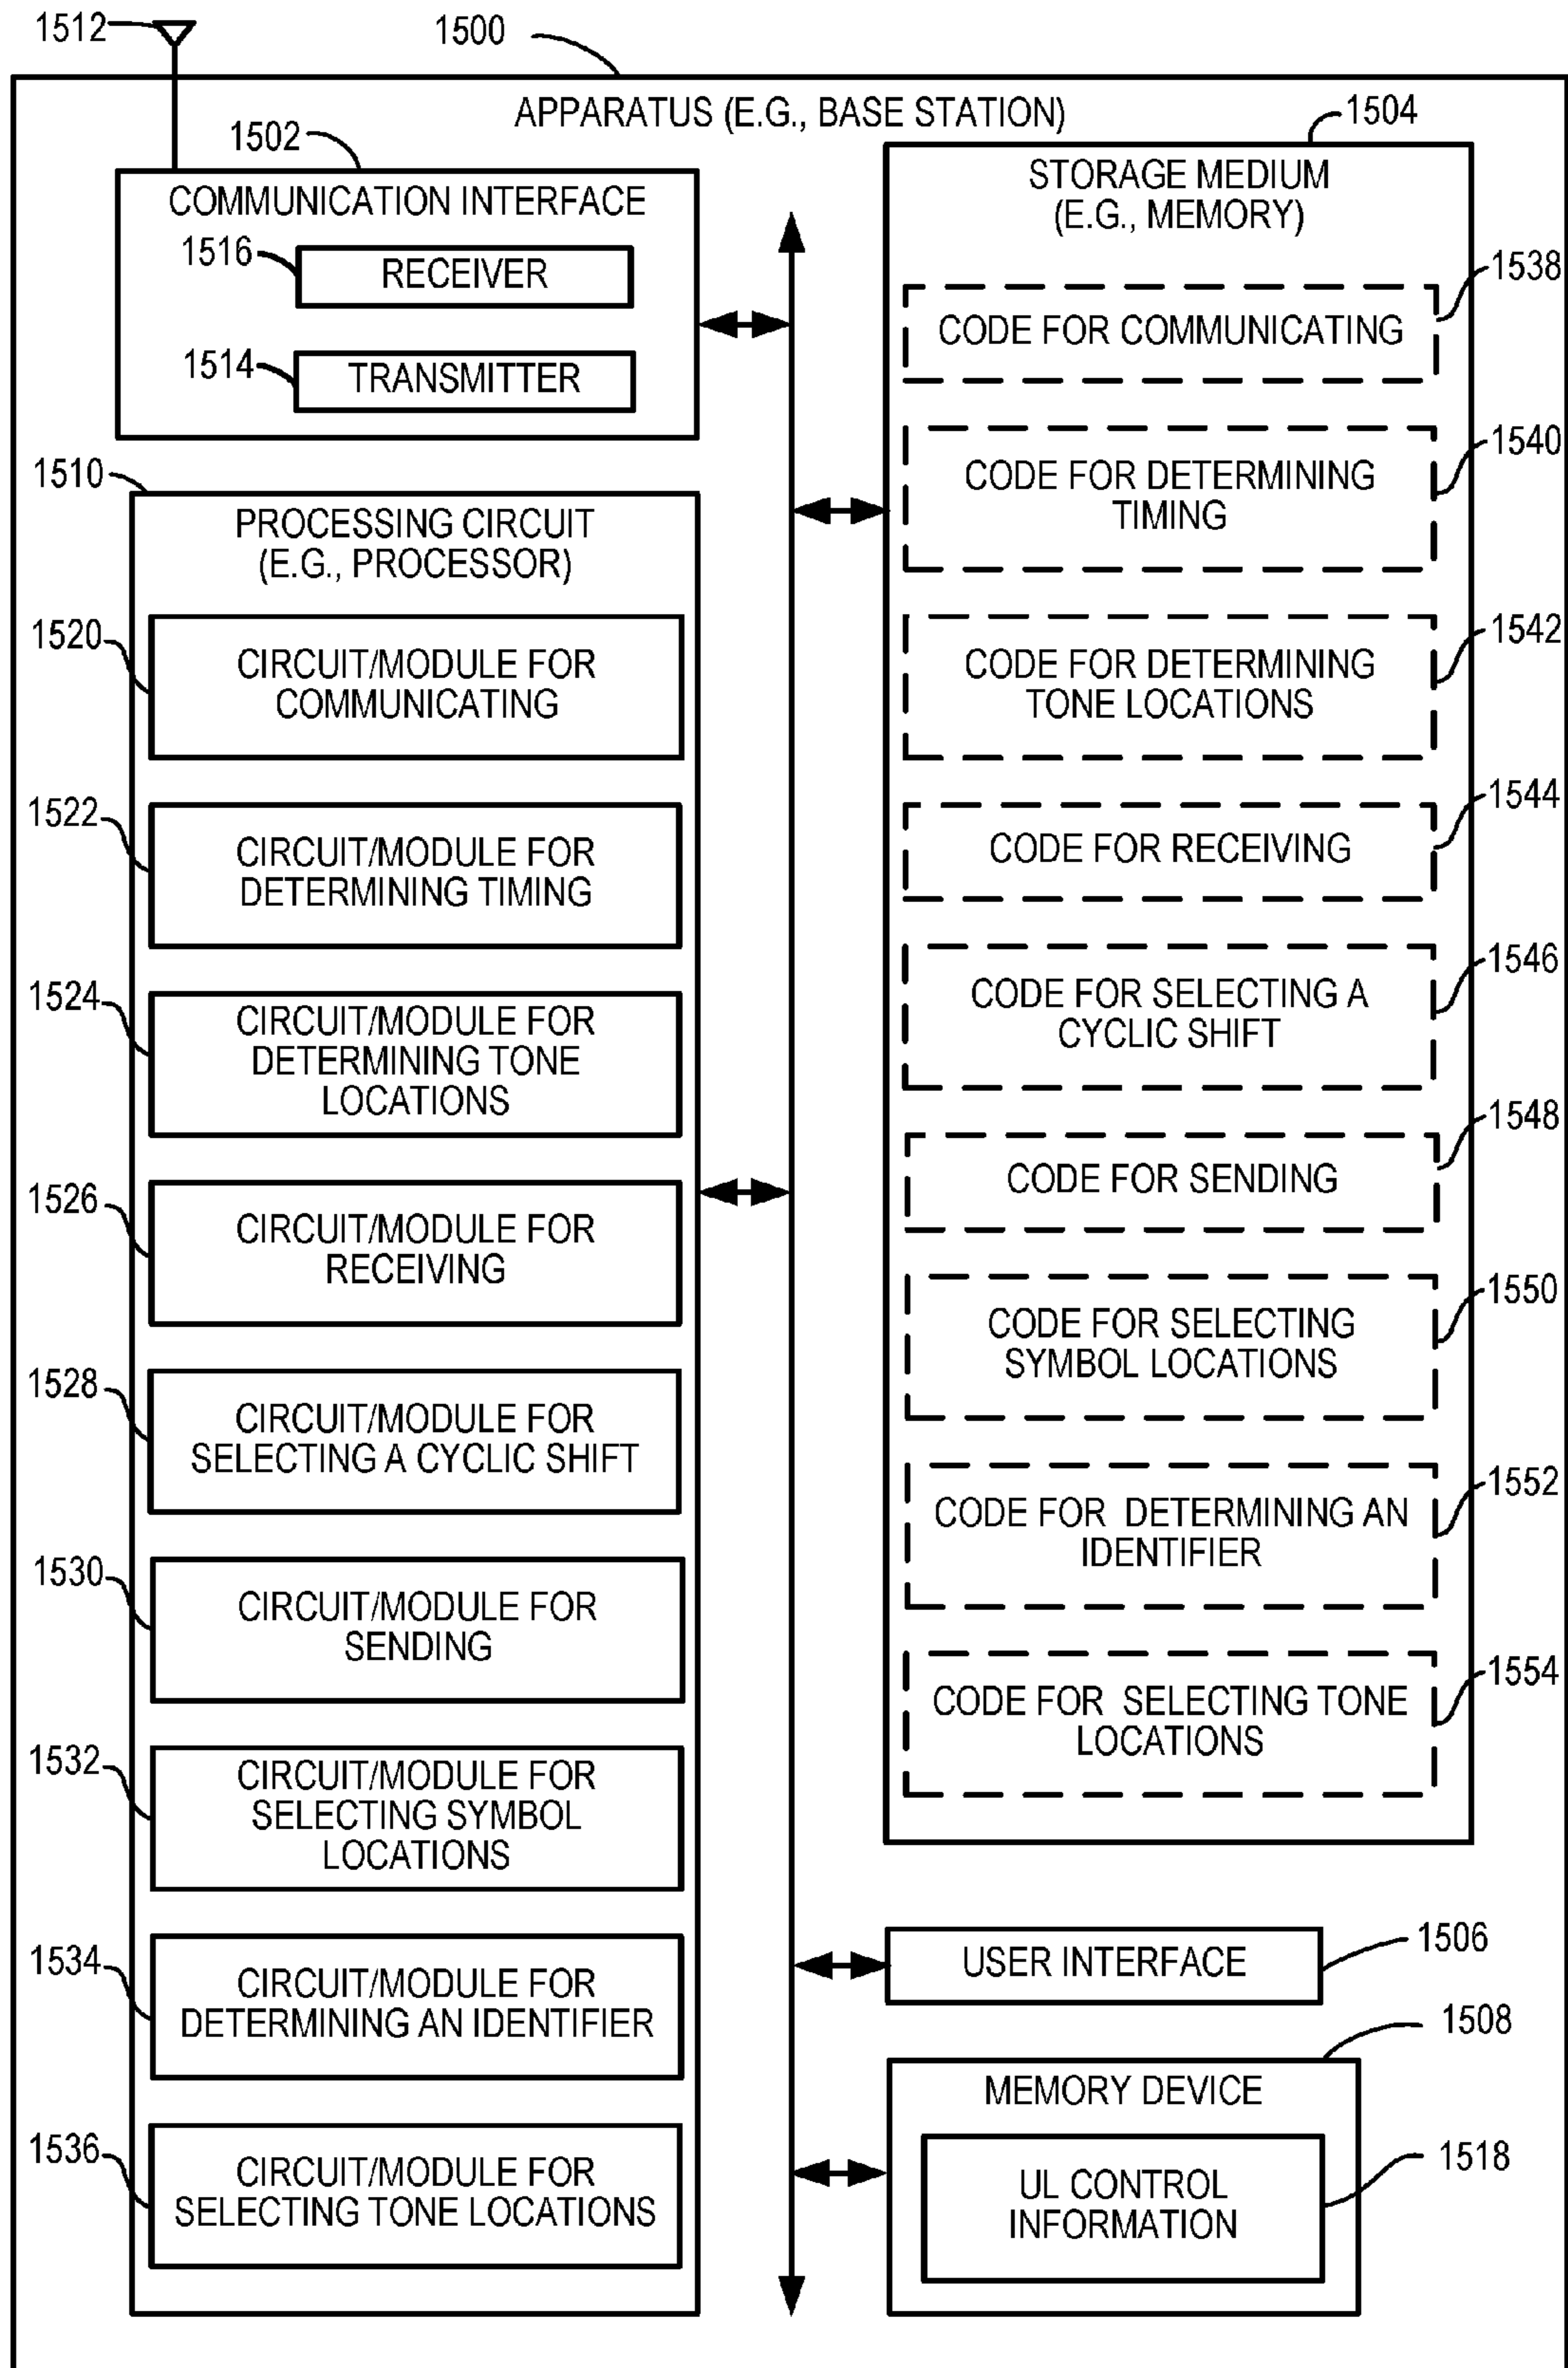 1512
1500
APPARATUS (E.G., BASE STATION)
1502
COMMUNICATION INTERFACE
1516
RECEIVER
1514
TRANSMITTER
1510
PROCESSING CIRCUIT
(E.G., PROCESSOR)
1520
CIRCUIT/MODULE FOR
COMMUNICATING
1522
CIRCUIT/MODULE FOR
DETERMINING TIMING
1524
CIRCUIT/MODULE FOR
DETERMINING TONE
LOCATIONS
1526
CIRCUIT/MODULE FOR
RECEIVING
1528
CIRCUIT/MODULE FOR
SELECTING A CYCLIC SHIFT
1530
CIRCUIT/MODULE FOR
SENDING
1532
CIRCUIT/MODULE FOR
SELECTING SYMBOL
LOCATIONS
1534
CIRCUIT/MODULE FOR
DETERMINING AN IDENTIFIER
1536
CIRCUIT/MODULE FOR
SELECTING TONE LOCATIONS
1504
STORAGE MEDIUM
(E.G., MEMORY)
1538
CODE FOR COMMUNICATING
1540
CODE FOR DETERMINING
TIMING
1542
CODE FOR DETERMINING
TONE LOCATIONS
1544
CODE FOR RECEIVING
1546
CODE FOR SELECTING A
CYCLIC SHIFT
1548
CODE FOR SENDING
1550
CODE FOR SELECTING
SYMBOL LOCATIONS
1552
CODE FOR DETERMINING AN
IDENTIFIER
1554
CODE FOR SELECTING TONE
LOCATIONS
1506
USER INTERFACE
1508
MEMORY DEVICE
1518
UL CONTROL
INFORMATION